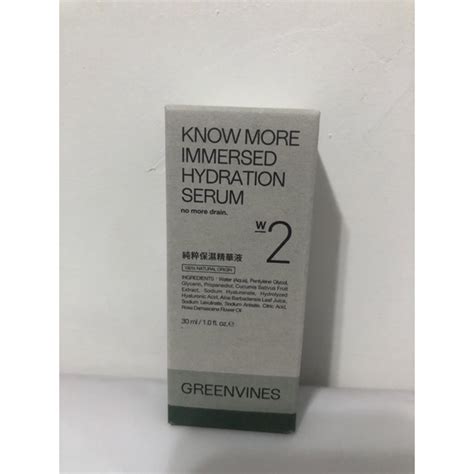 KNOW MORE
IMMERSED
HYDRATION
SERUM
no more drain.
w2
純粹保濕精華液
100% NATURAL ORIGIN
INGREDIENTS : Water (Aqua), Pentylene Glycol,
Glycerin, Propanediol, Cucumis Sativus Fruit
Extract, Sodium Hyaluronate, Hydrolyzed
Hyaluronic Acid, Aloe Barbadensis Leaf Juice,
Sodium Levulinate, Sodium Anisate, Citric Acid,
Rosa Damascena Flower Oil
30 ml / 1.0 fl. oz. ℮
GREENVINES